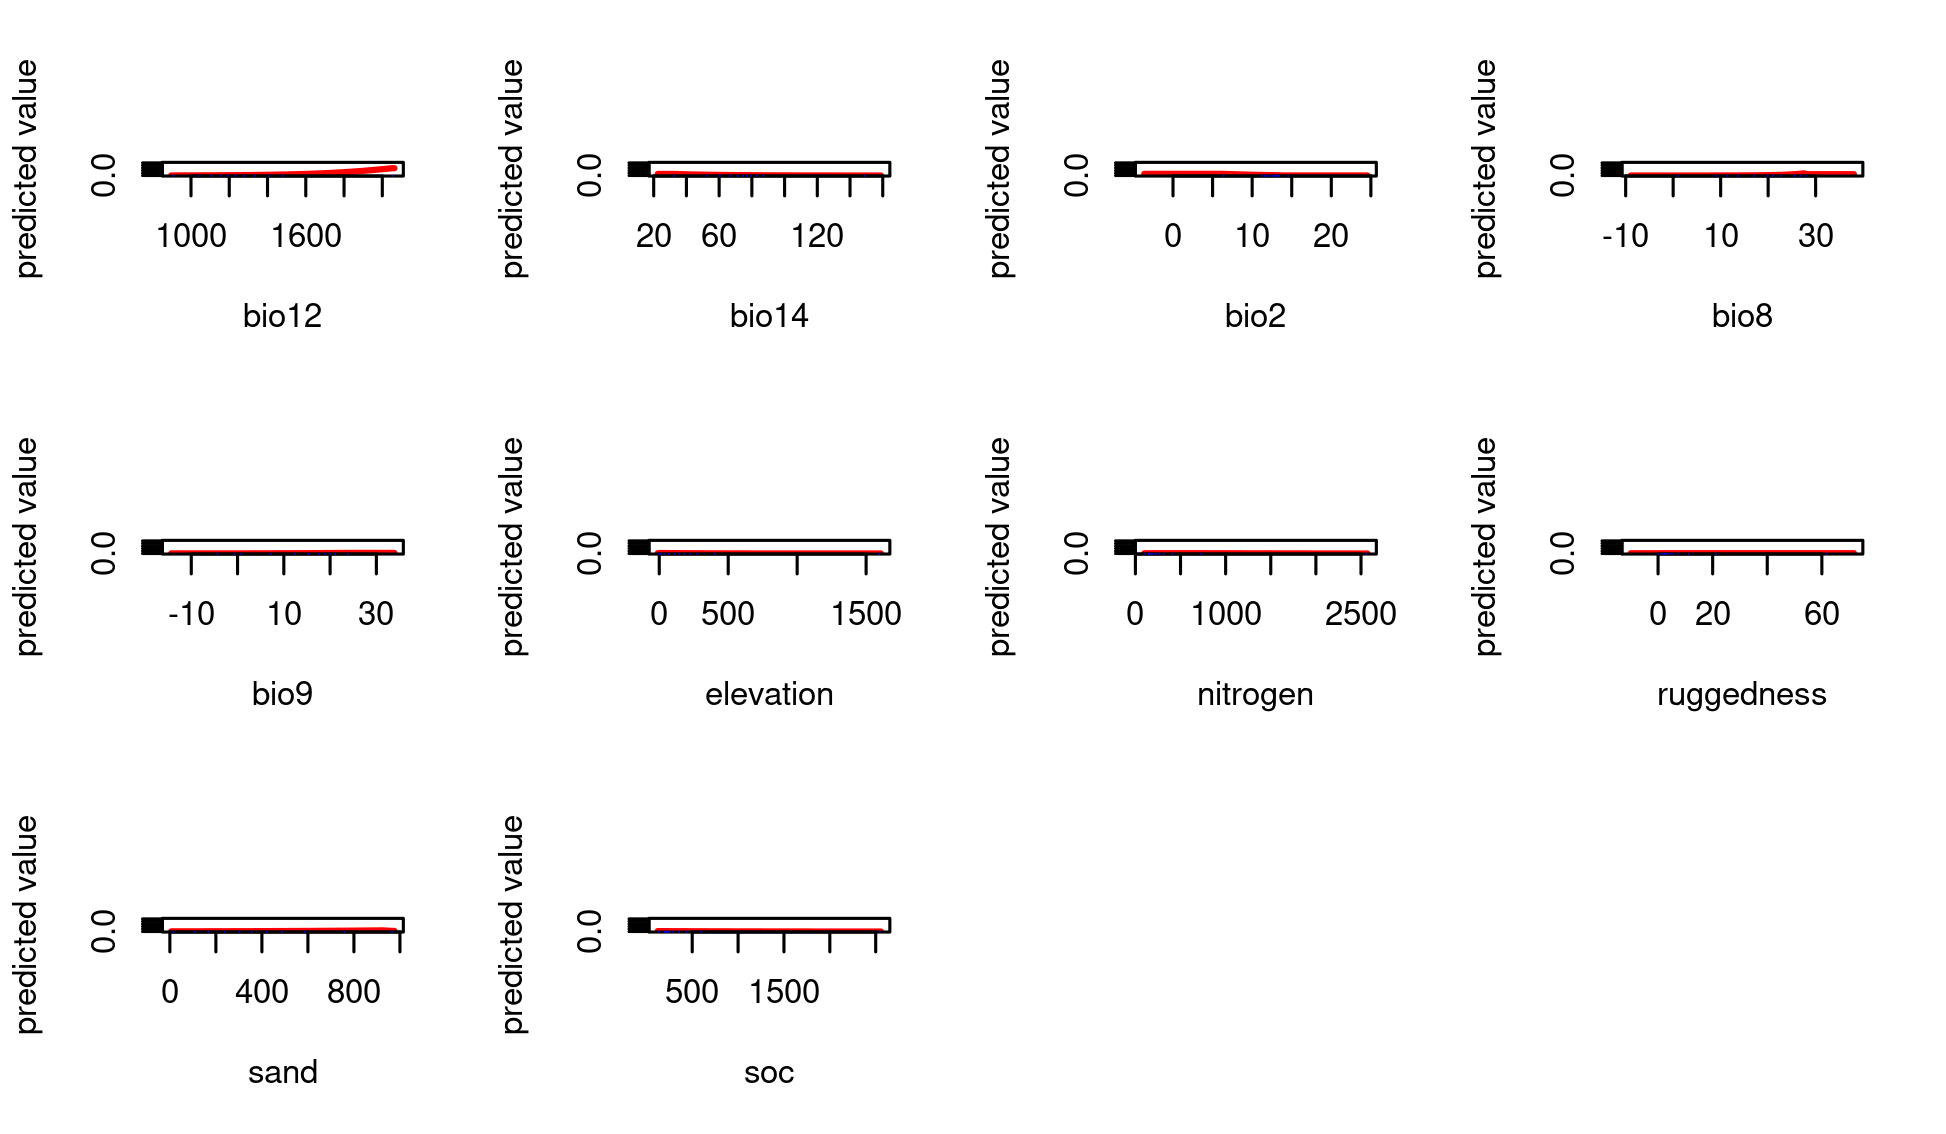 predicted value
0.0
1000 1600
bio12
predicted value
0.0
20 60 120
bio14
predicted value
0.0
0 10 20
bio2
predicted value
0.0
-10 10 30
bio8
predicted value
0.0
-10 10 30
bio9
predicted value
0.0
0 500 1500
elevation
predicted value
0.0
0 1000 2500
nitrogen
predicted value
0.0
0 20 60
ruggedness
predicted value
0.0
0 400 800
sand
predicted value
0.0
500 1500
soc